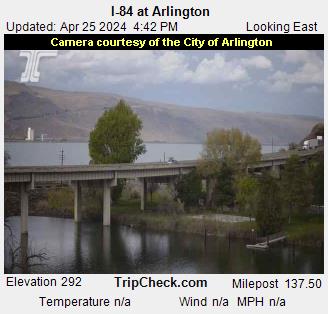 I-84 at Arlington
Updated: Apr 25 2024 4:42 PM Looking East
Camera courtesy of the City of Arlington
Elevation 292 TripCheck.com Milepost 137.50
Temperature n/a Wind n/a MPH n/a